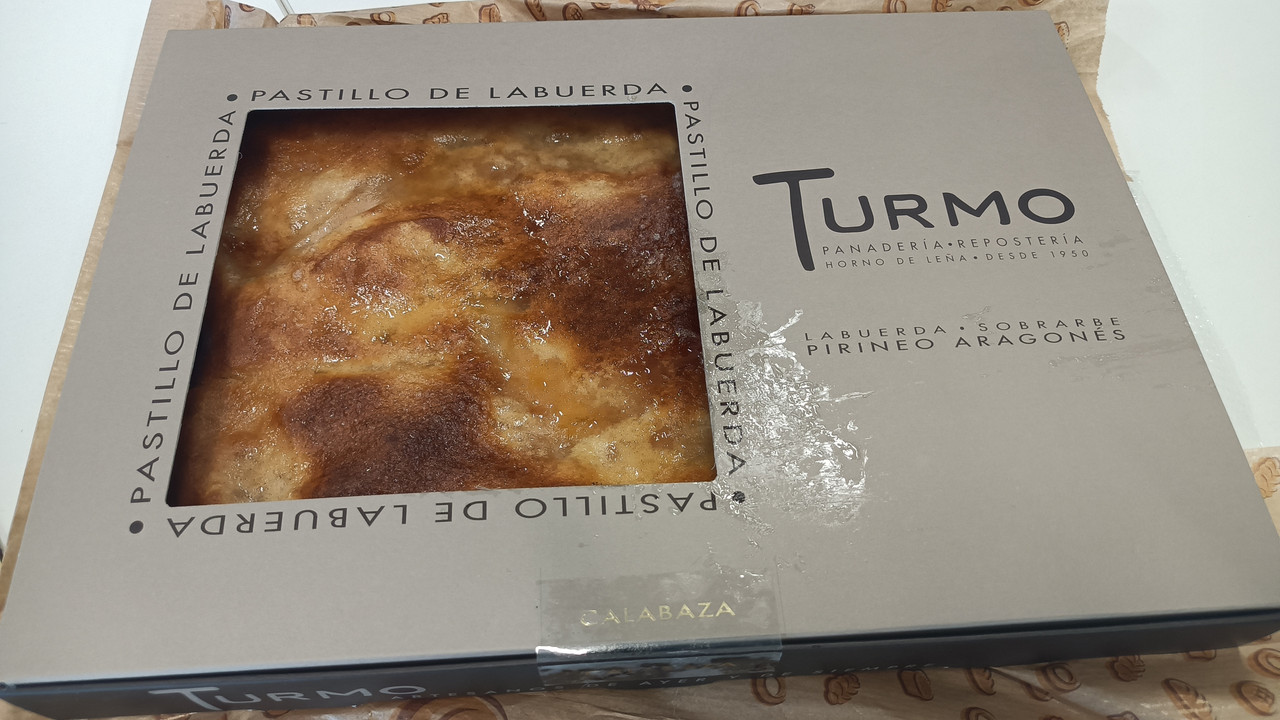 • PASTILLO DE LABUERDA •
PASTILLO DE LABUERDA
PASTILLO DE LABUERDA •
PASTILLO DE LABUERDA
•
TURMO
PANADERÍA • REPOSTERÍA
HORNO DE LEÑA • DESDE 1950
LABUERDA • SOBRARBE
PIRINEO ARAGONÉS
CALABAZA
TURMO